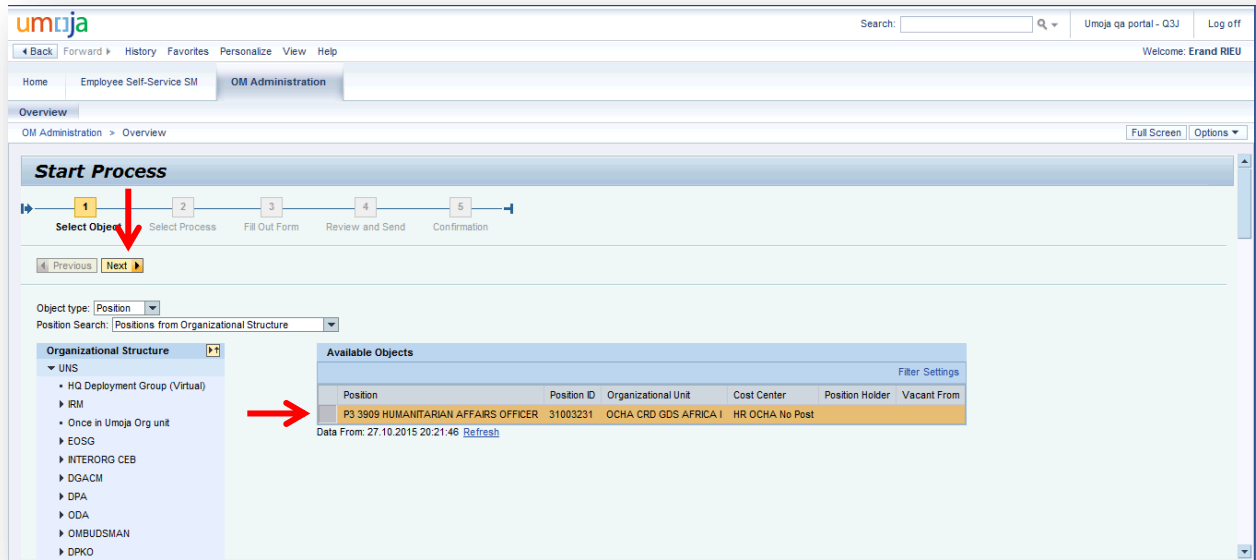 umoja
Search:
Umoja qa portal - Q3J
Log off
Back Forward History Favorites Personalize View Help
Welcome: Erand RIEU
Home Employee Self-Service SM OM Administration
Overview
OM Administration > Overview
Full Screen Options
Start Process
1 2 3 4 5
Select Object Select Process Fill Out Form Review and Send Confirmation
Previous Next
Object type: Position
Position Search: Positions from Organizational Structure
Organizational Structure
UNS
• HQ Deployment Group (Virtual)
IRM
• Once in Umoja Org unit
EOSG
INTERORG CEB
DGACM
DPA
ODA
OMBUDSMAN
DPKO
Available Objects
Filter Settings
Position Position ID Organizational Unit Cost Center Position Holder Vacant From
P3 3909 HUMANITARIAN AFFAIRS OFFICER 31003231 OCHA CRD GDS AFRICA I HR OCHA No Post
Data From: 27.10.2015 20:21:46 Refresh